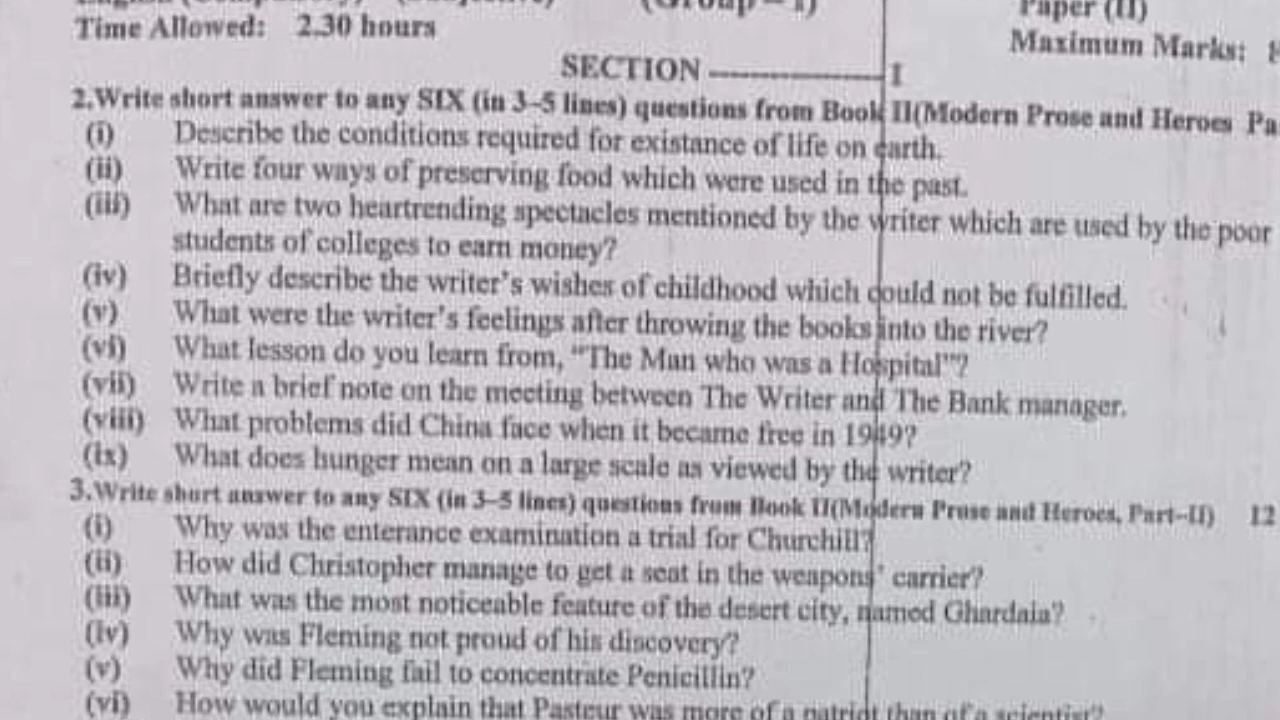 (Group – I)
Paper (II)
Time Allowed: 2.30 hours
Maximum Marks:
SECTION ———— I
2.Write short answer to any SIX (in 3–5 lines) questions from Book II(Modern Prose and Heroes Pa
(i) Describe the conditions required for existance of life on earth.
(ii) Write four ways of preserving food which were used in the past.
(iii) What are two heartrending spectacles mentioned by the writer which are used by the poor
students of colleges to earn money?
(iv) Briefly describe the writer's wishes of childhood which could not be fulfilled.
(v) What were the writer's feelings after throwing the books into the river?
(vi) What lesson do you learn from, "The Man who was a Hospital"?
(vii) Write a brief note on the meeting between The Writer and The Bank manager.
(viii) What problems did China face when it became free in 1949?
(ix) What does hunger mean on a large scale as viewed by the writer?
3.Write short answer to any SIX (in 3–5 lines) questions from Book II(Modern Prose and Heroes, Part–II) 12
(i) Why was the enterance examination a trial for Churchill?
(ii) How did Christopher manage to get a seat in the weapons' carrier?
(iii) What was the most noticeable feature of the desert city, named Ghardaia?
(iv) Why was Fleming not proud of his discovery?
(v) Why did Fleming fail to concentrate Penicillin?
(vi) How would you explain that Pasteur was more of a patriot than of a scientist?